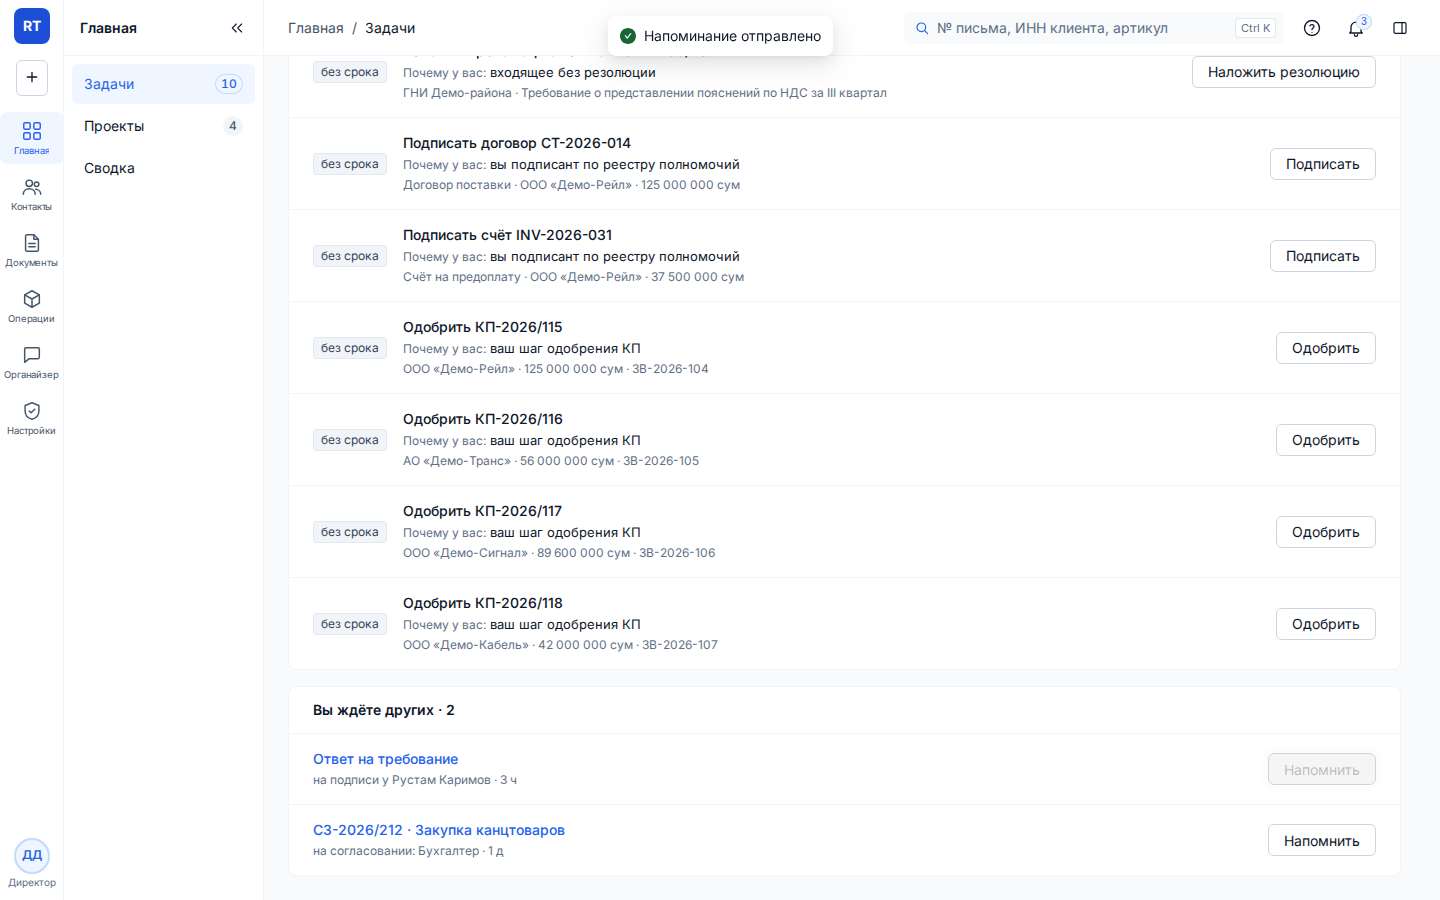 RT
Главная
Главная / Задачи
Напоминание отправлено
№ письма, ИНН клиента, артикул
Ctrl K
3
Главная
Контакты
Документы
Операции
Органайзер
Настройки
ДД
Директор
Задачи 10
Проекты 4
Сводка
без срока
Почему у вас: входящее без резолюции
ГНИ Демо-района · Требование о представлении пояснений по НДС за III квартал
Наложить резолюцию
без срока
Подписать договор СТ-2026-014
Почему у вас: вы подписант по реестру полномочий
Договор поставки · ООО «Демо-Рейл» · 125 000 000 сум
Подписать
без срока
Подписать счёт INV-2026-031
Почему у вас: вы подписант по реестру полномочий
Счёт на предоплату · ООО «Демо-Рейл» · 37 500 000 сум
Подписать
без срока
Одобрить КП-2026/115
Почему у вас: ваш шаг одобрения КП
ООО «Демо-Рейл» · 125 000 000 сум · ЗВ-2026-104
Одобрить
без срока
Одобрить КП-2026/116
Почему у вас: ваш шаг одобрения КП
АО «Демо-Транс» · 56 000 000 сум · ЗВ-2026-105
Одобрить
без срока
Одобрить КП-2026/117
Почему у вас: ваш шаг одобрения КП
ООО «Демо-Сигнал» · 89 600 000 сум · ЗВ-2026-106
Одобрить
без срока
Одобрить КП-2026/118
Почему у вас: ваш шаг одобрения КП
ООО «Демо-Кабель» · 42 000 000 сум · ЗВ-2026-107
Одобрить
Вы ждёте других · 2
Ответ на требование
на подписи у Рустам Каримов · 3 ч
Напомнить
СЗ-2026/212 · Закупка канцтоваров
на согласовании: Бухгалтер · 1 д
Напомнить